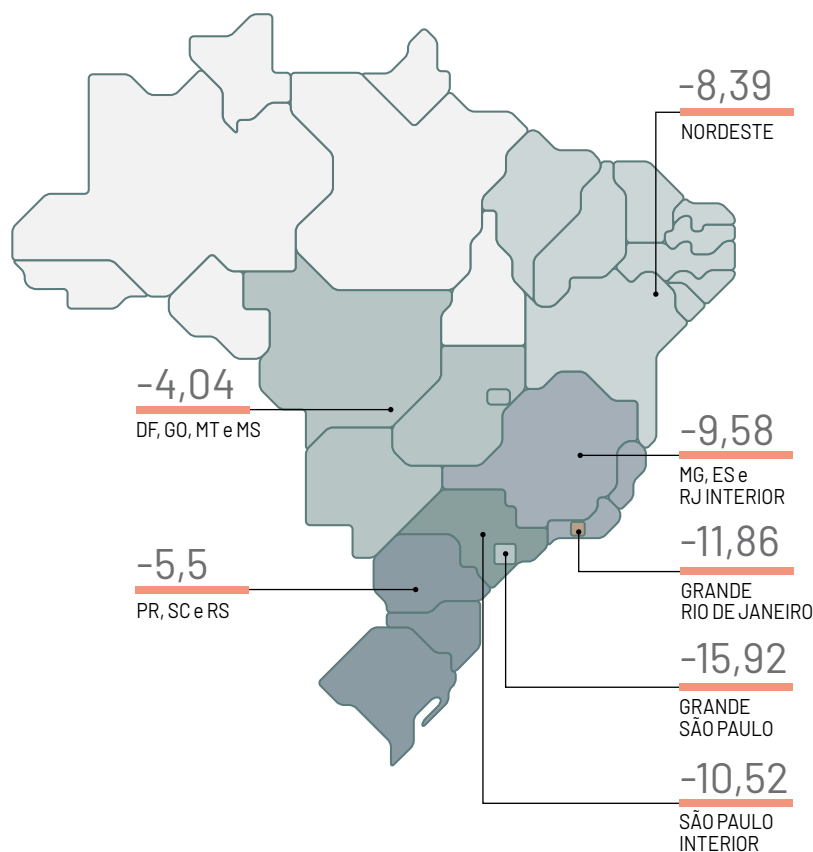 -8,39
NORDESTE
-4,04
DF, GO, MT e MS
-9,58
MG, ES e
RJ INTERIOR
-11,86
GRANDE
RIO DE JANEIRO
-5,5
PR, SC e RS
-15,92
GRANDE
SÃO PAULO
-10,52
SÃO PAULO
INTERIOR